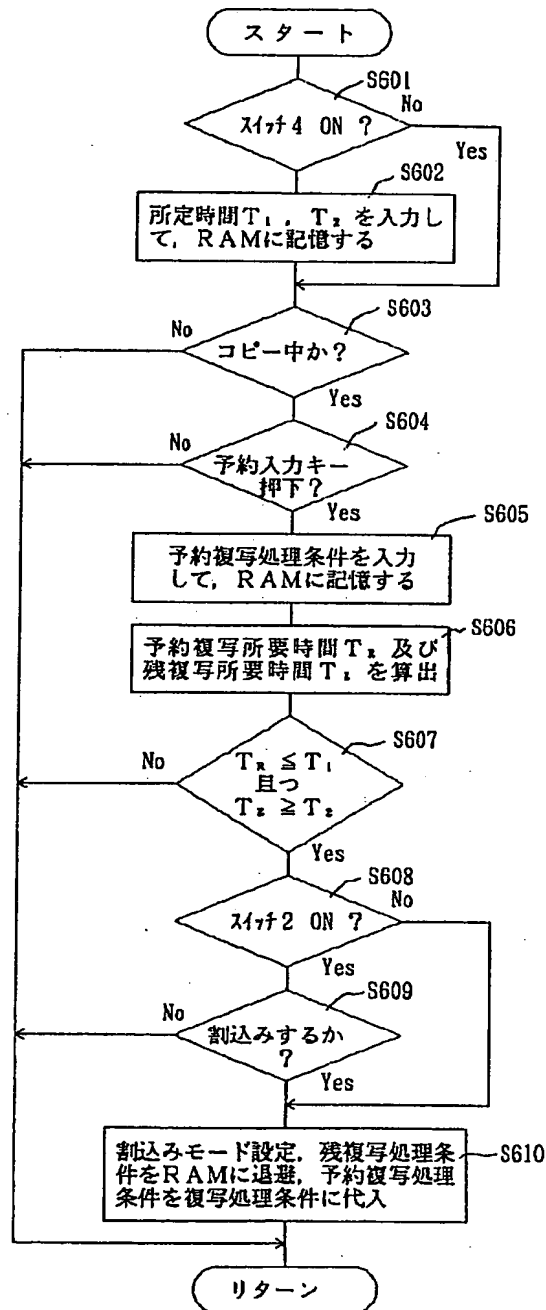 スタート
S601
スイッチ4 ON ?
No
Yes
S602
所定時間T₁, T₂を入力し
て, RAMに記憶する
S603
No
コピー中か?
Yes
S604
No
予約入力キー
押下?
Yes
S605
予約複写処理条件を入力
して, RAMに記憶する
S606
予約複写所要時間T_R 及び
残複写所要時間T_Z を算出
S607
No
T_R ≦ T₁
且つ
T_Z ≧ T₂
Yes
S608
スイッチ2 ON ?
No
Yes
S609
No
割込みするか
?
Yes
割込みモード設定, 残複写処理条
件をRAMに退避, 予約複写処理
条件を複写処理条件に代入
S610
リターン